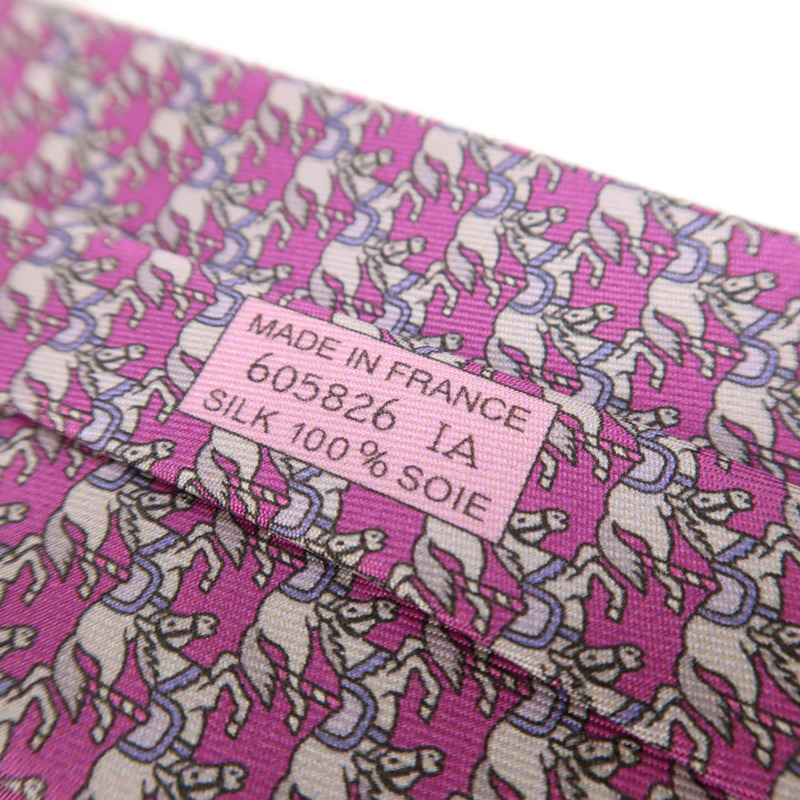 MADE IN FRANCE
605826 IA
SILK 100% SOIE